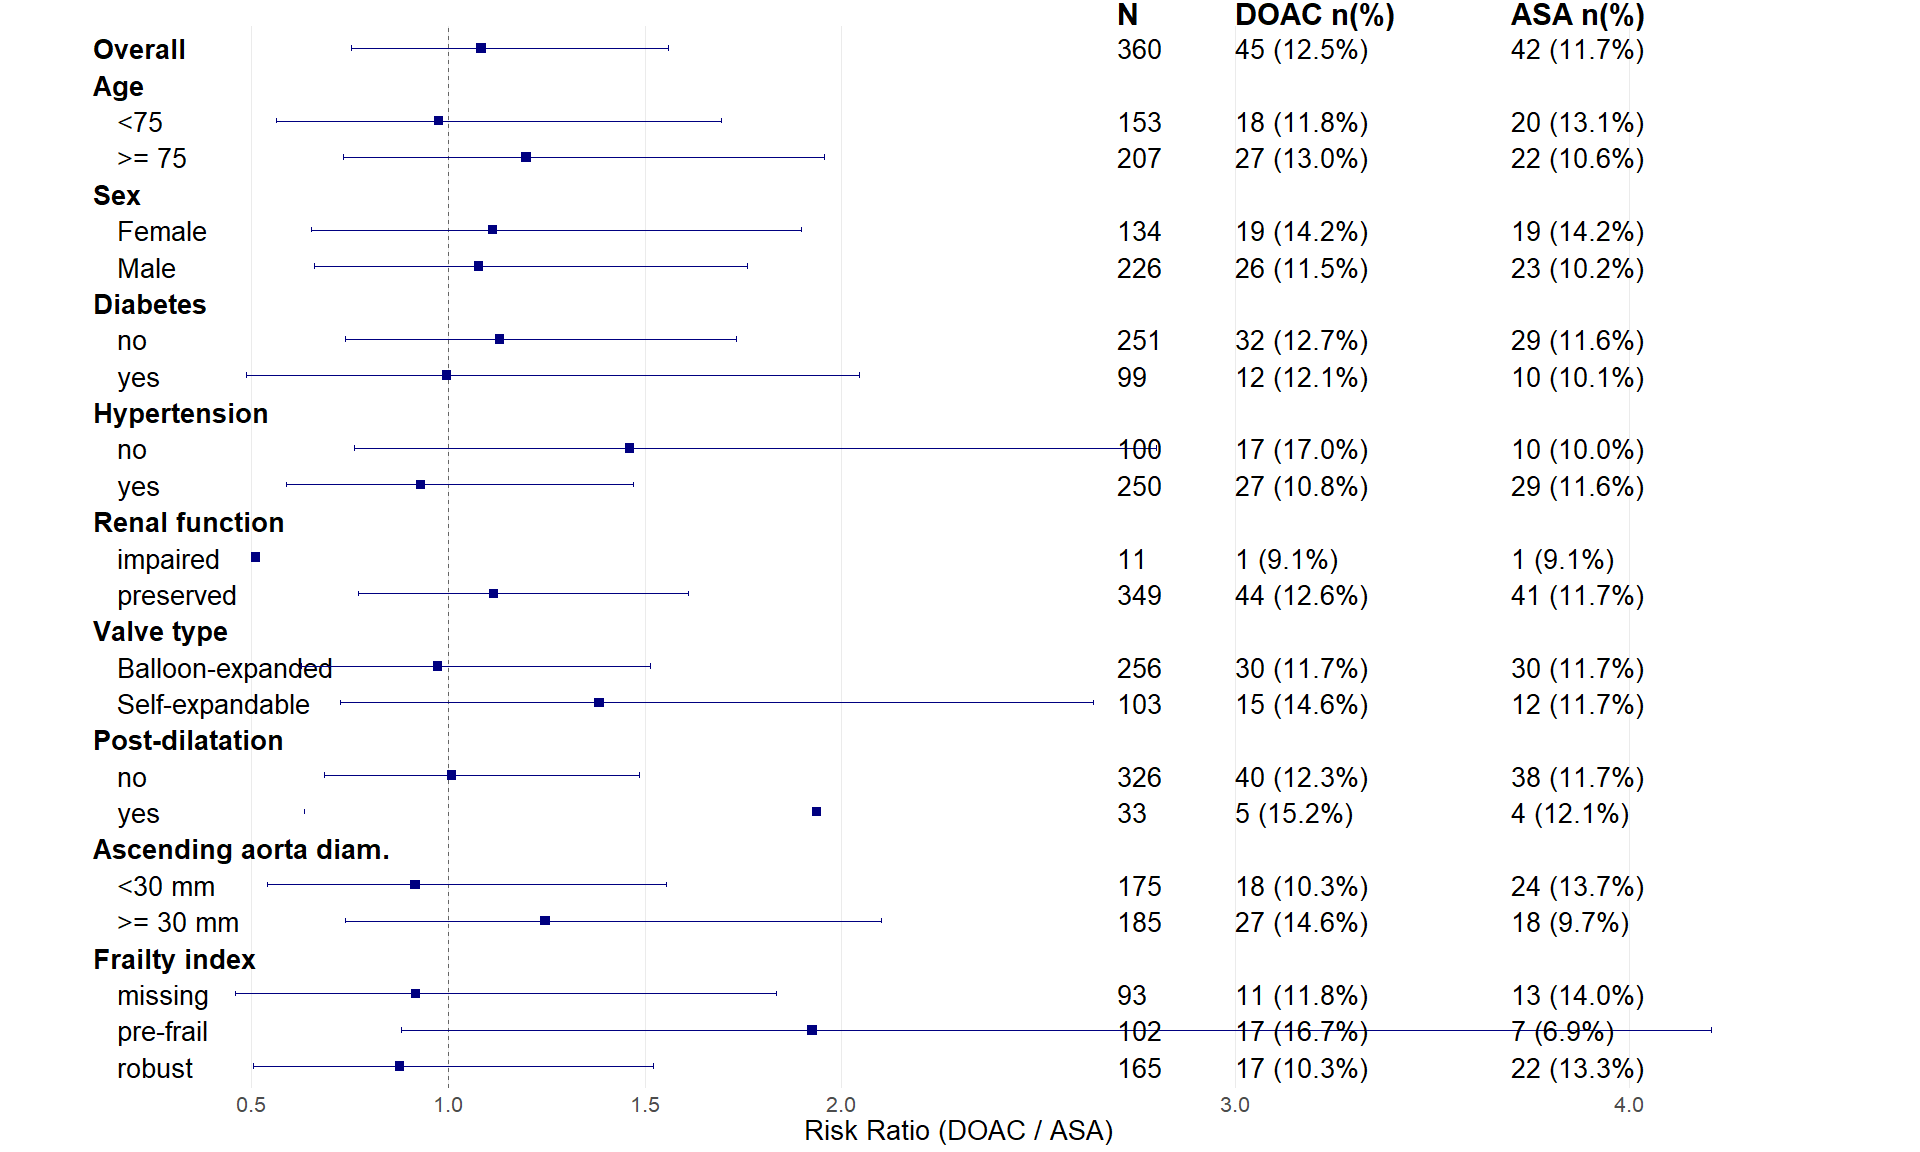 N DOAC n(%) ASA n(%)
Overall 360 45 (12.5%) 42 (11.7%)
Age
<75 153 18 (11.8%) 20 (13.1%)
>= 75 207 27 (13.0%) 22 (10.6%)
Sex
Female 134 19 (14.2%) 19 (14.2%)
Male 226 26 (11.5%) 23 (10.2%)
Diabetes
no 251 32 (12.7%) 29 (11.6%)
yes 99 12 (12.1%) 10 (10.1%)
Hypertension
no 100 17 (17.0%) 10 (10.0%)
yes 250 27 (10.8%) 29 (11.6%)
Renal function
impaired 11 1 (9.1%) 1 (9.1%)
preserved 349 44 (12.6%) 41 (11.7%)
Valve type
Balloon-expanded 256 30 (11.7%) 30 (11.7%)
Self-expandable 103 15 (14.6%) 12 (11.7%)
Post-dilatation
no 326 40 (12.3%) 38 (11.7%)
yes 33 5 (15.2%) 4 (12.1%)
Ascending aorta diam.
<30 mm 175 18 (10.3%) 24 (13.7%)
>= 30 mm 185 27 (14.6%) 18 (9.7%)
Frailty index
missing 93 11 (11.8%) 13 (14.0%)
pre-frail 102 17 (16.7%) 7 (6.9%)
robust 165 17 (10.3%) 22 (13.3%)
0.5 1.0 1.5 2.0 3.0 4.0
Risk Ratio (DOAC / ASA)